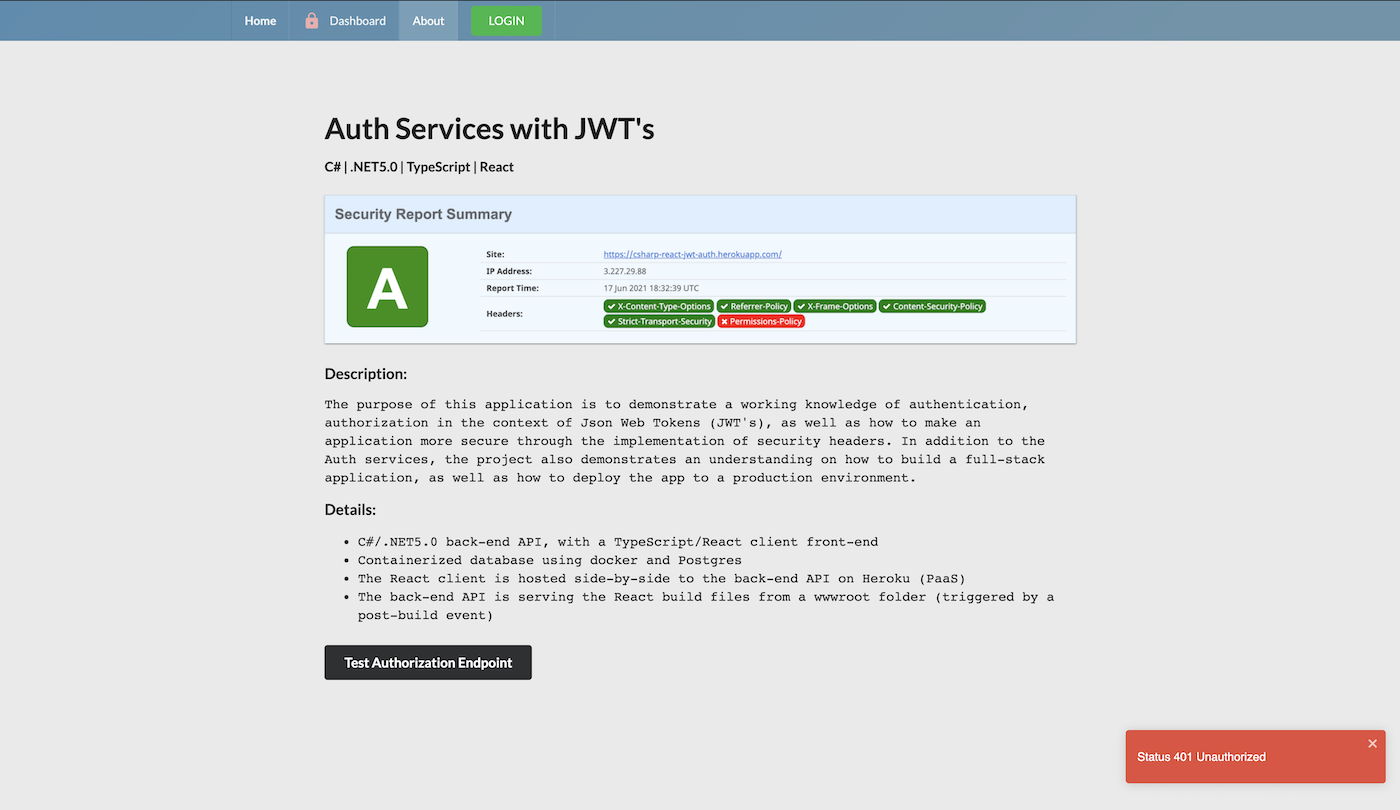 Home Dashboard About LOGIN
Auth Services with JWT's
C# | .NET5.0 | TypeScript | React
Security Report Summary
A
Site: https://csharp-react-jwt-auth.herokuapp.com/
IP Address: 3.227.29.88
Report Time: 17 Jun 2021 18:32:39 UTC
Headers: X-Content-Type-Options Referrer-Policy X-Frame-Options Content-Security-Policy
Strict-Transport-Security Permissions-Policy
Description:
The purpose of this application is to demonstrate a working knowledge of authentication,
authorization in the context of Json Web Tokens (JWT's), as well as how to make an
application more secure through the implementation of security headers. In addition to the
Auth services, the project also demonstrates an understanding on how to build a full-stack
application, as well as how to deploy the app to a production environment.
Details:
• C#/.NET5.0 back-end API, with a TypeScript/React client front-end
• Containerized database using docker and Postgres
• The React client is hosted side-by-side to the back-end API on Heroku (PaaS)
• The back-end API is serving the React build files from a wwwroot folder (triggered by a
post-build event)
Test Authorization Endpoint
Status 401 Unauthorized